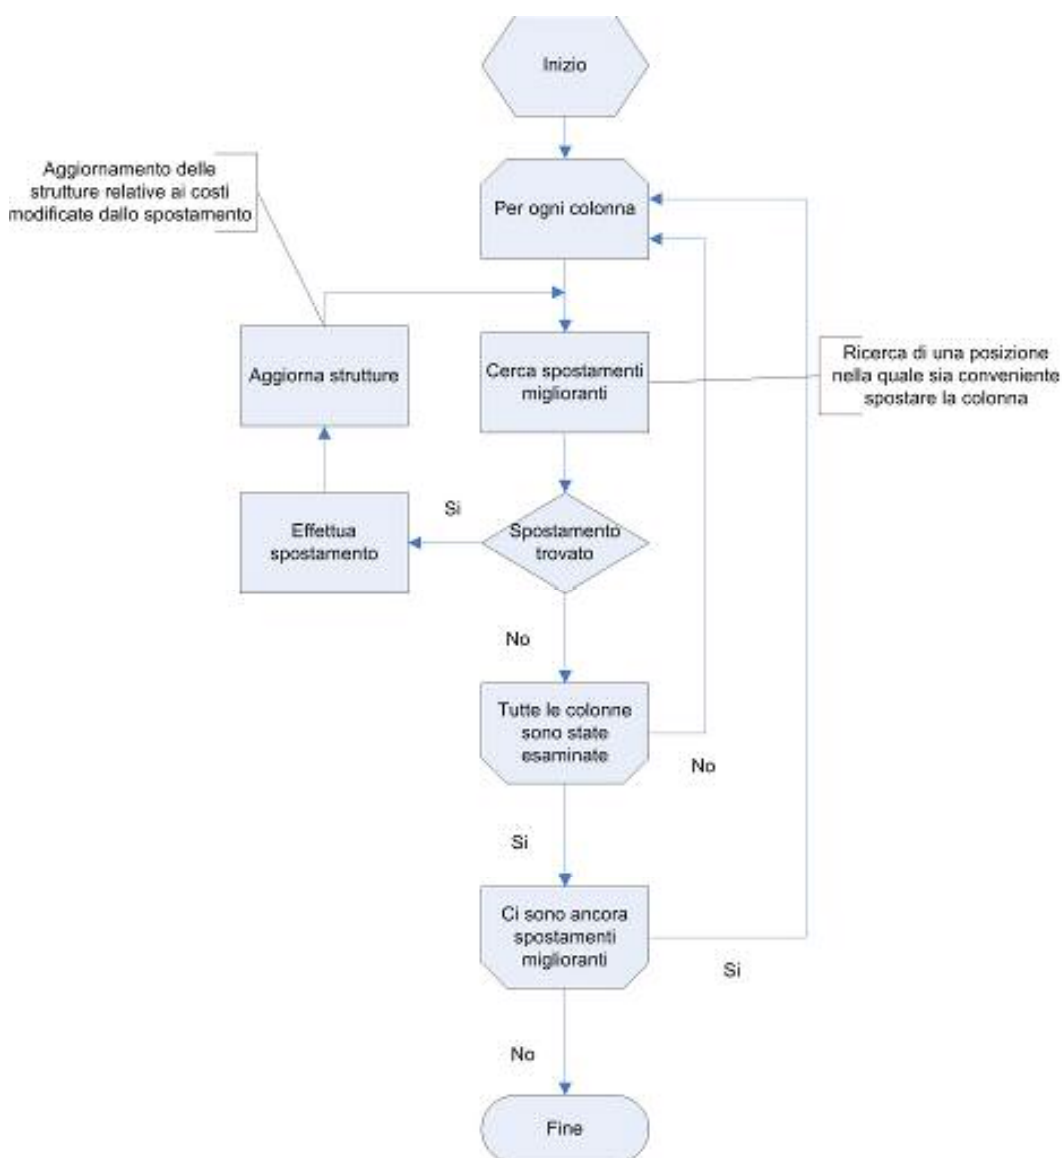 Inizio
Aggiornamento delle
strutture relative ai costi
modificate dallo spostamento
Per ogni colonna
Aggiorna strutture
Cerca spostamenti
miglioranti
Ricerca di una posizione
nella quale sia conveniente
spostare la colonna
Si
Effettua
spostamento
Spostamento
trovato
No
Tutte le colonne
sono state
esaminate
No
Si
Ci sono ancora
spostamenti
miglioranti
Si
No
Fine